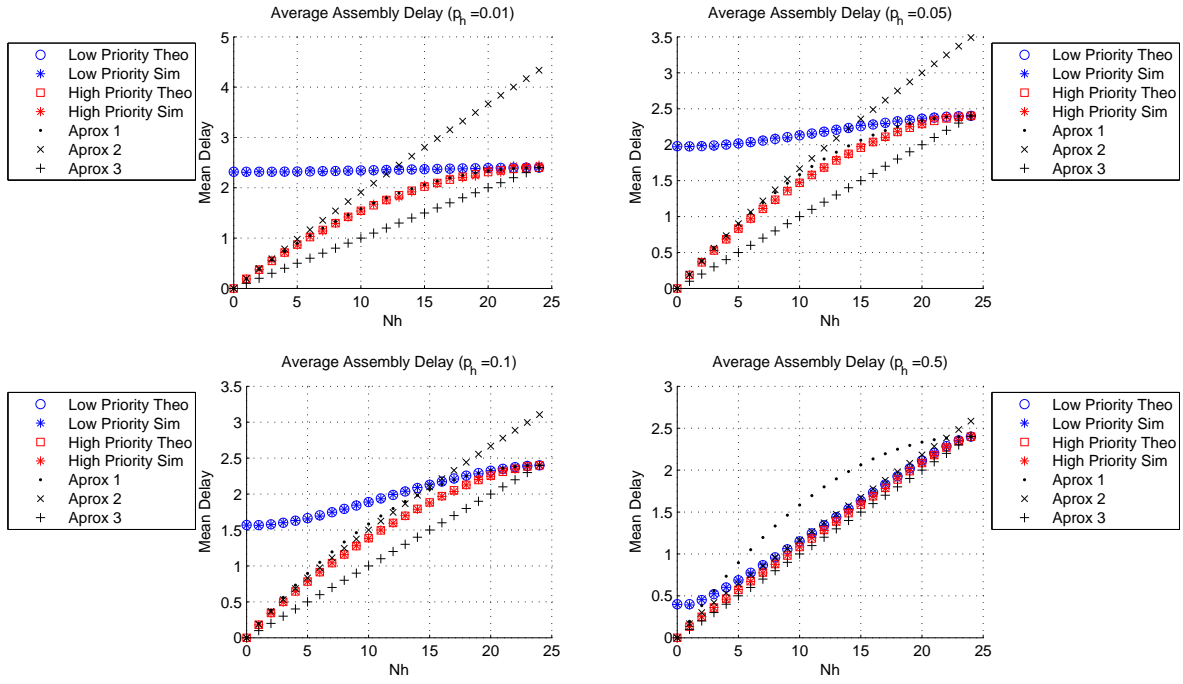 Average Assembly Delay (p_h =0.01)
Low Priority Theo
Low Priority Sim
High Priority Theo
High Priority Sim
Aprox 1
Aprox 2
Aprox 3
Mean Delay
5
4
3
2
1
0
0 5 10 15 20 25
Nh
Average Assembly Delay (p_h =0.05)
Mean Delay
3.5
3
2.5
2
1.5
1
0.5
0
0 5 10 15 20 25
Nh
Low Priority Theo
Low Priority Sim
High Priority Theo
High Priority Sim
Aprox 1
Aprox 2
Aprox 3
Average Assembly Delay (p_h =0.1)
Low Priority Theo
Low Priority Sim
High Priority Theo
High Priority Sim
Aprox 1
Aprox 2
Aprox 3
Mean Delay
3.5
3
2.5
2
1.5
1
0.5
0
0 5 10 15 20 25
Nh
Average Assembly Delay (p_h =0.5)
Mean Delay
3
2.5
2
1.5
1
0.5
0
0 5 10 15 20 25
Nh
Low Priority Theo
Low Priority Sim
High Priority Theo
High Priority Sim
Aprox 1
Aprox 2
Aprox 3